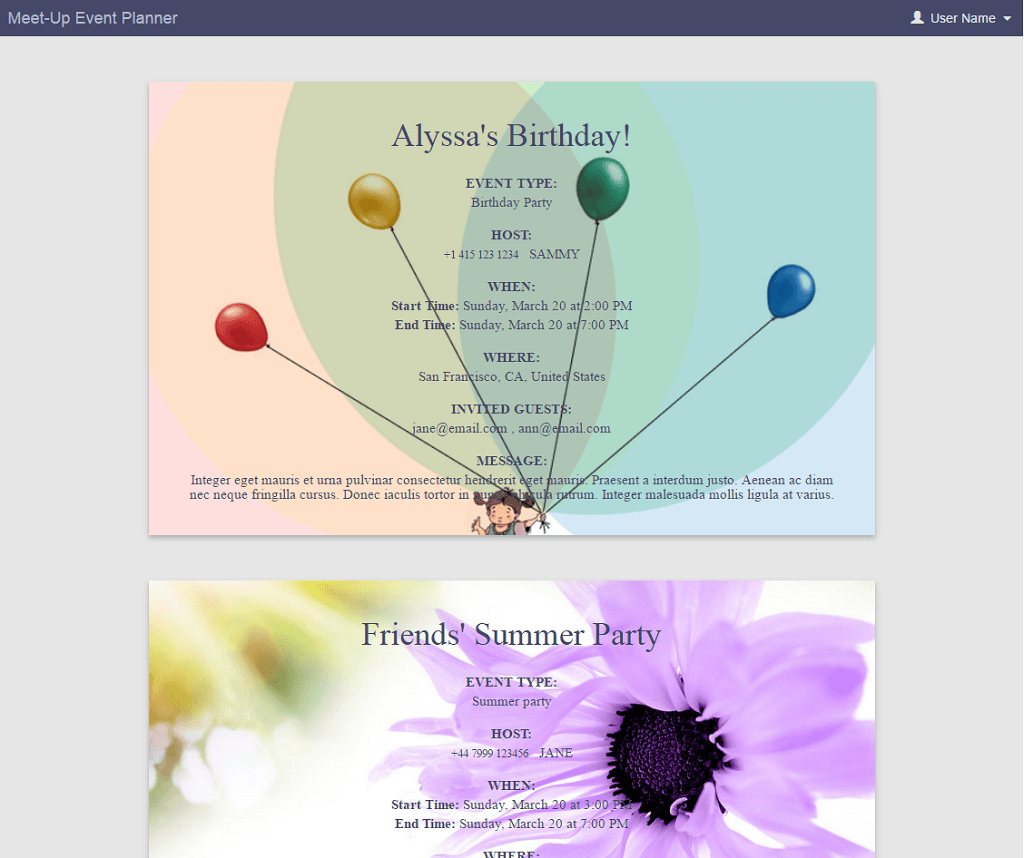 Meet-Up Event Planner
User Name
Alyssa's Birthday!
EVENT TYPE:
Birthday Party
HOST:
+1 415 123 1234 SAMMY
WHEN:
Start Time: Sunday, March 20 at 2:00 PM
End Time: Sunday, March 20 at 7:00 PM
WHERE:
San Francisco, CA, United States
INVITED GUESTS:
jane@email.com , ann@email.com
MESSAGE:
Integer eget mauris et urna pulvinar consectetur hendrerit eget mauris. Praesent a interdum justo. Aenean ac diam
nec neque fringilla cursus. Donec iaculis tortor in rutrum. Integer malesuada mollis ligula at varius.
Friends' Summer Party
EVENT TYPE:
Summer party
HOST:
+44 7999 123456 JANE
WHEN:
Start Time: Sunday, March 20 at 3:00 PM
End Time: Sunday, March 20 at 7:00 PM
WHERE: